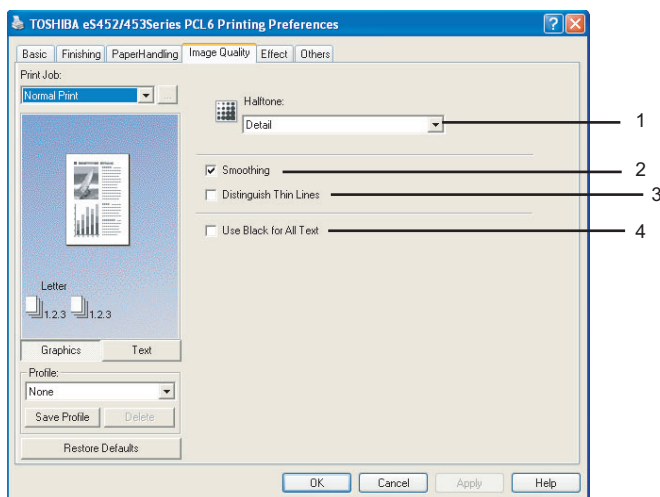 TOSHIBA eS452/453Series PCL6 Printing Preferences
Basic Finishing PaperHandling Image Quality Effect Others
Print Job:
Normal Print
...
Halftone:
Detail
1
Smoothing
2
Distinguish Thin Lines
3
Use Black for All Text
4
Letter
1.2.3 1.2.3
Graphics Text
Profile:
None
Save Profile Delete
Restore Defaults
OK Cancel Apply Help